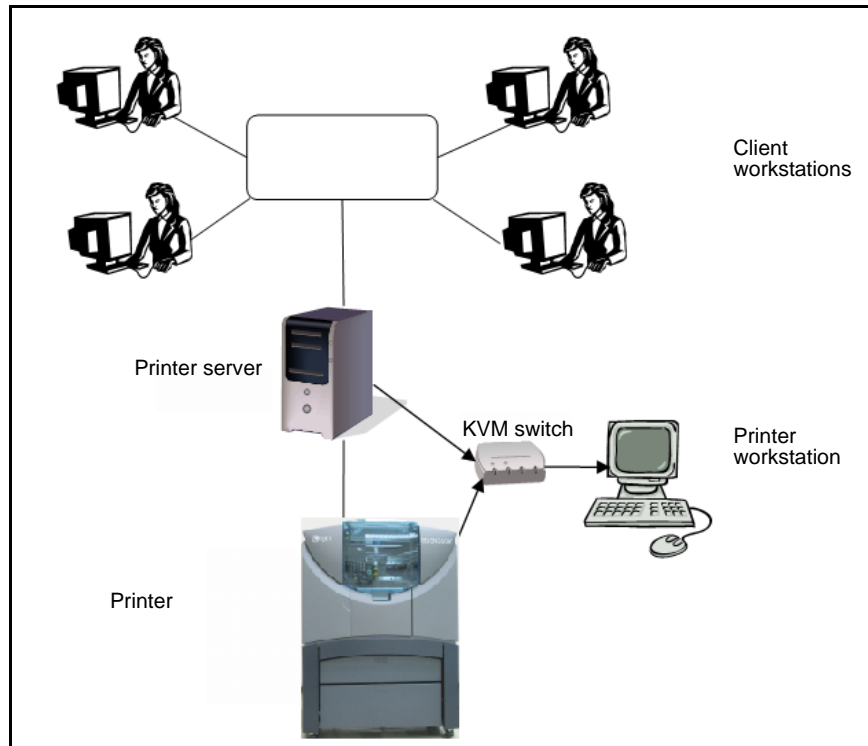 Client
workstations
Printer server
KVM switch
Printer
workstation
Printer